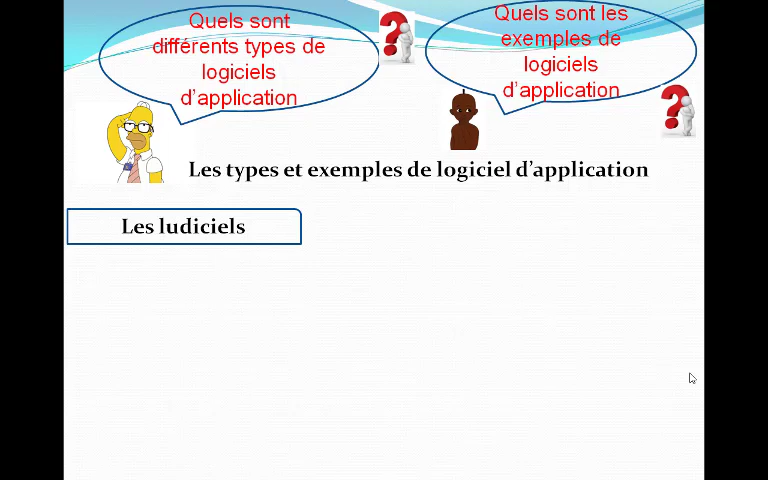 Quels sont
différents types de
logiciels
d'application
Quels sont les
exemples de
logiciels
d'application
Les types et exemples de logiciel d'application
Les ludiciels